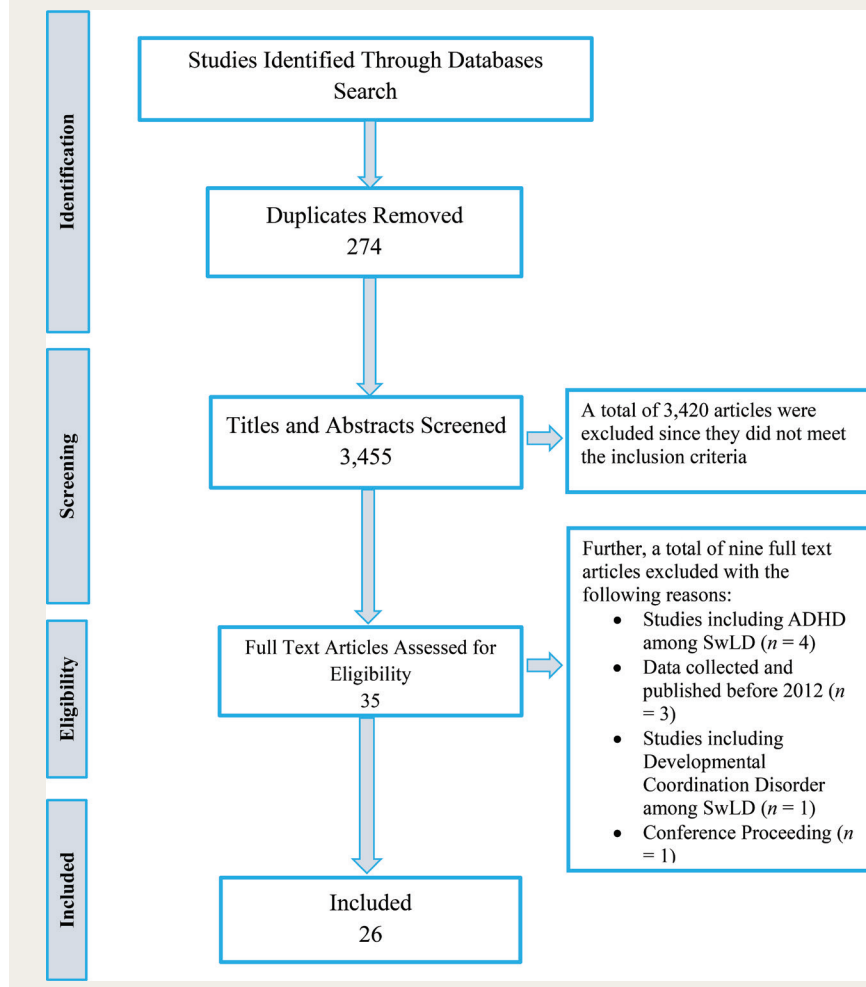 Identification
Studies Identified Through Databases
Search
Duplicates Removed
274
Screening
Titles and Abstracts Screened
3,455
A total of 3,420 articles were
excluded since they did not meet
the inclusion criteria
Eligibility
Full Text Articles Assessed for
Eligibility
35
Further, a total of nine full text
articles excluded with the
following reasons:
• Studies including ADHD
among SwLD (n = 4)
• Data collected and
published before 2012 (n
= 3)
• Studies including
Developmental
Coordination Disorder
among SwLD (n = 1)
• Conference Proceeding (n
= 1)
Included
Included
26